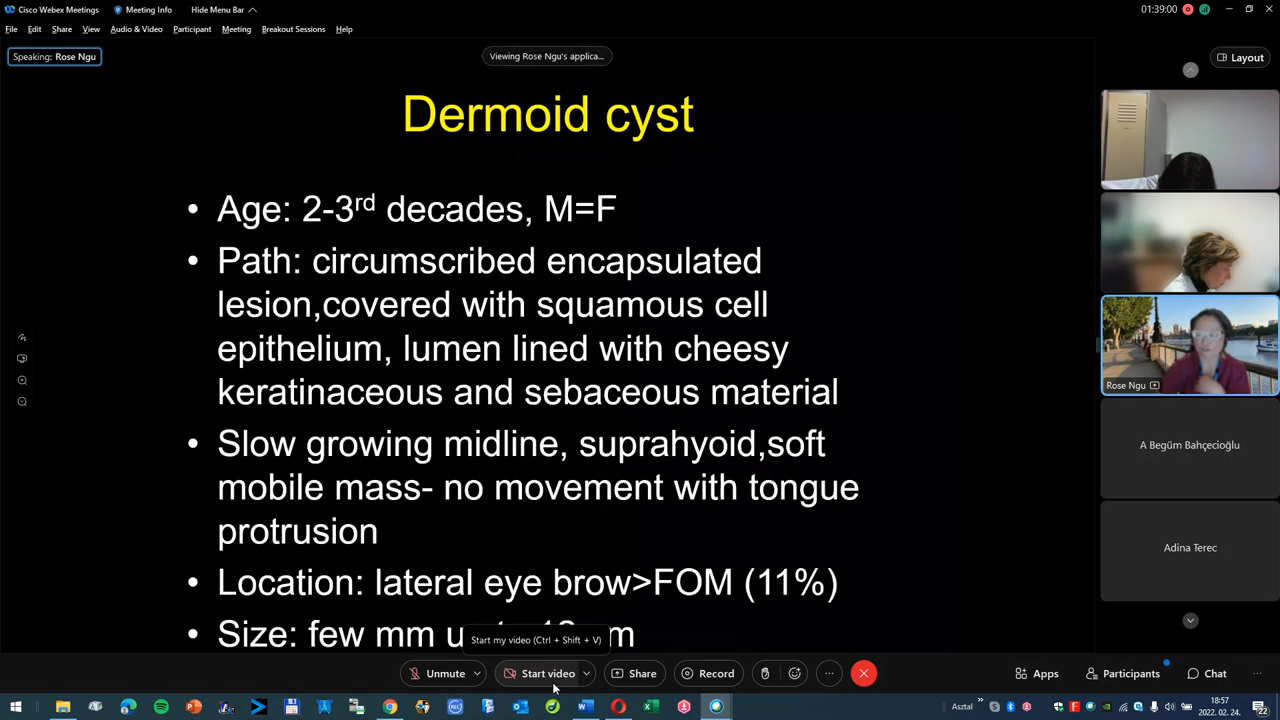 Cisco Webex Meetings
Meeting Info
Hide Menu Bar
01:39:00
File Edit Share View Audio & Video Participant Meeting Breakout Sessions Help
Speaking: Rose Ngu
Viewing Rose Ngu's applica...
Layout
Dermoid cyst
• Age: 2-3rd decades, M=F
• Path: circumscribed encapsulated
lesion,covered with squamous cell
epithelium, lumen lined with cheesy
keratinaceous and sebaceous material
• Slow growing midline, suprahyoid,soft
mobile mass- no movement with tongue
protrusion
• Location: lateral eye brow>FOM (11%)
• Size: few mm
Rose Ngu
A Begüm Bahçecioğlu
Adina Terec
Start my video (Ctrl + Shift + V)
Unmute
Start video
Share
Record
Apps
Participants
Chat
Asztal
18:57
2022. 02. 24.
22